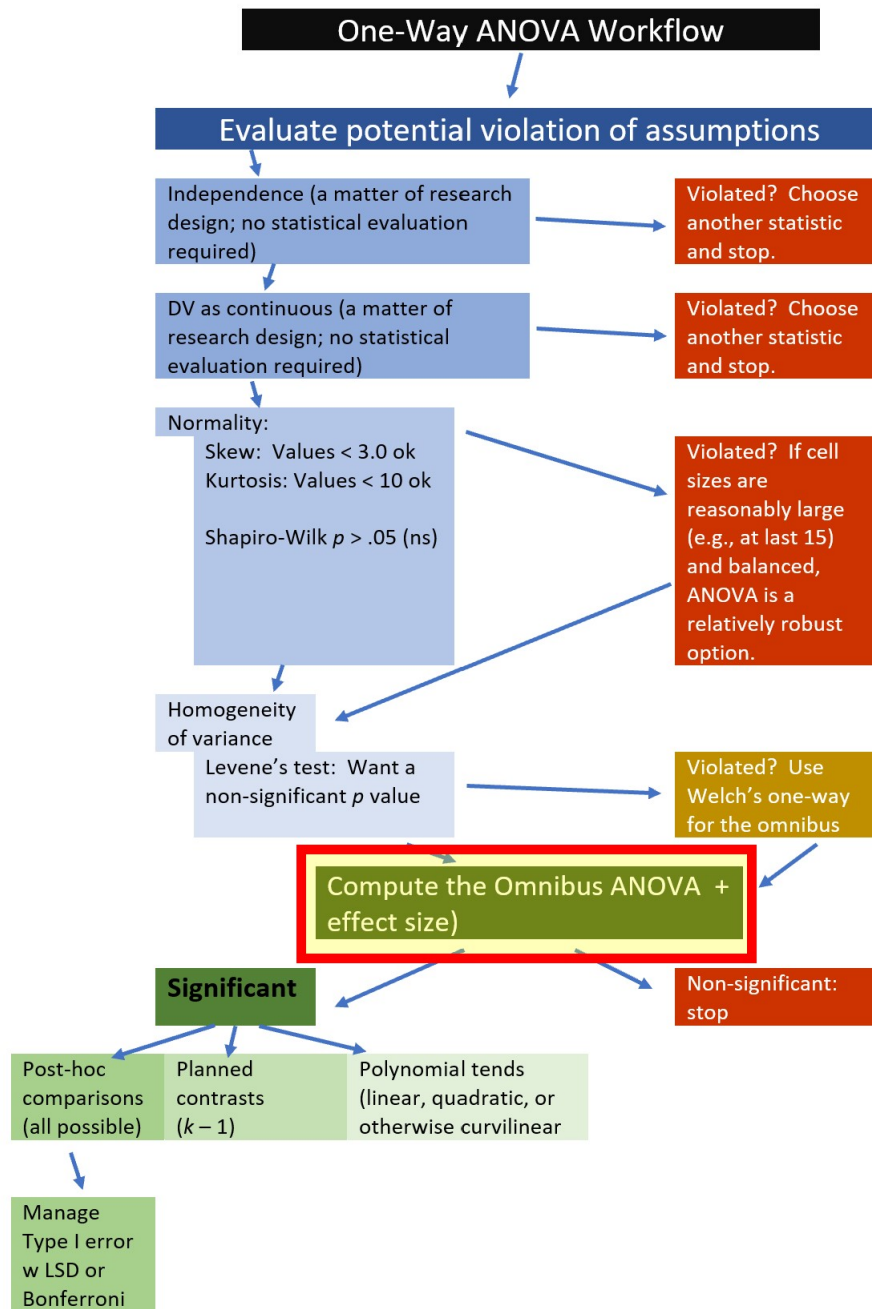 One-Way ANOVA Workflow
Evaluate potential violation of assumptions
Independence (a matter of research
design; no statistical evaluation
required)
Violated?  Choose
another statistic
and stop.
DV as continuous (a matter of
research design; no statistical
evaluation required)
Violated?  Choose
another statistic
and stop.
Normality:
Skew:  Values < 3.0 ok
Kurtosis: Values < 10 ok
Shapiro-Wilk p > .05 (ns)
Violated?  If cell
sizes are
reasonably large
(e.g., at last 15)
and balanced,
ANOVA is a
relatively robust
option.
Homogeneity
of variance
Levene's test:  Want a
non-significant p value
Violated?  Use
Welch's one-way
for the omnibus
Compute the Omnibus ANOVA  +
effect size)
Significant
Non-significant:
stop
Post-hoc
comparisons
(all possible)
Planned
contrasts
(k – 1)
Polynomial tends
(linear, quadratic, or
otherwise curvilinear
Manage
Type I error
w LSD or
Bonferroni